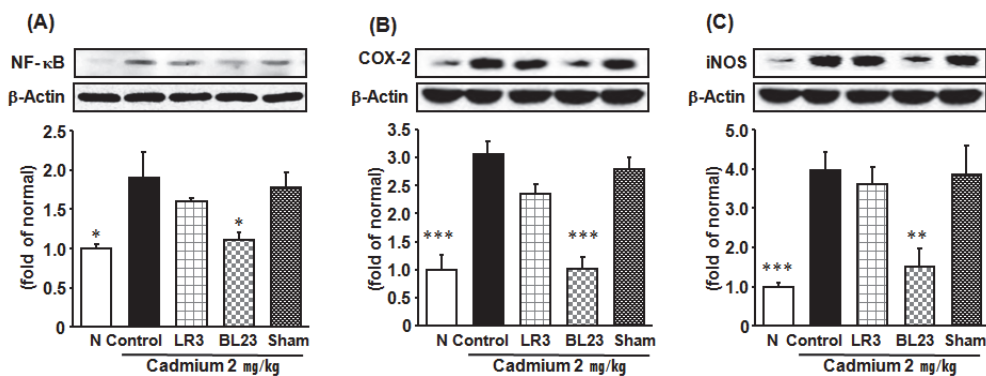 (A)
NF-κB
β-Actin
(fold of normal)
2.5
2.0
1.5
1.0
0.5
0
*
*
N Control LR3 BL23 Sham
Cadmium 2 mg/kg
(B)
COX-2
β-Actin
(fold of normal)
3.5
3.0
2.5
2.0
1.5
1.0
0.5
0.0
***
***
N Control LR3 BL23 Sham
Cadmium 2 mg/kg
(C)
iNOS
β-Actin
(fold of normal)
5.0
4.0
3.0
2.0
1.0
0
***
**
N Control LR3 BL23 Sham
Cadmium 2 mg/kg